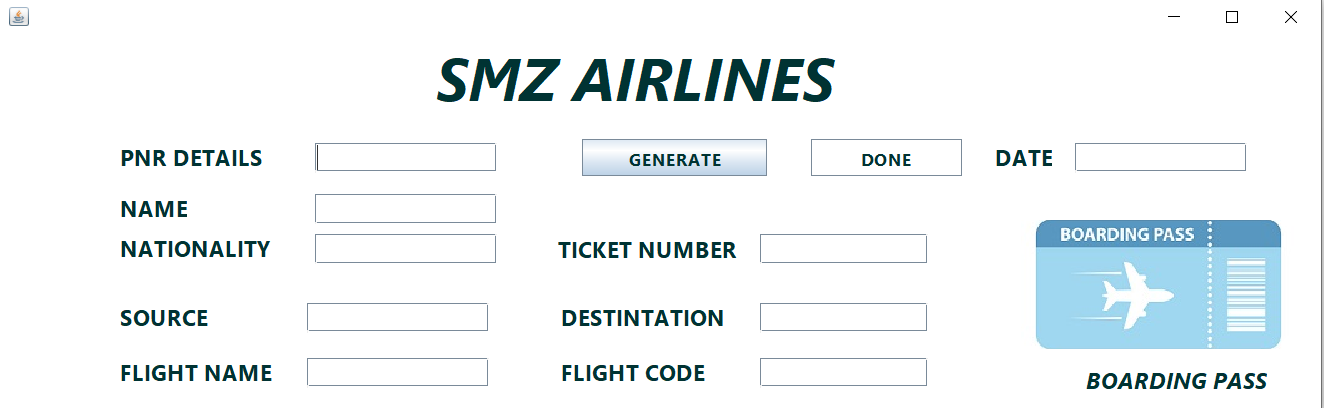 SMZ AIRLINES
PNR DETAILS GENERATE DONE DATE
NAME
NATIONALITY TICKET NUMBER
BOARDING PASS
SOURCE DESTINTATION
FLIGHT NAME FLIGHT CODE
BOARDING PASS